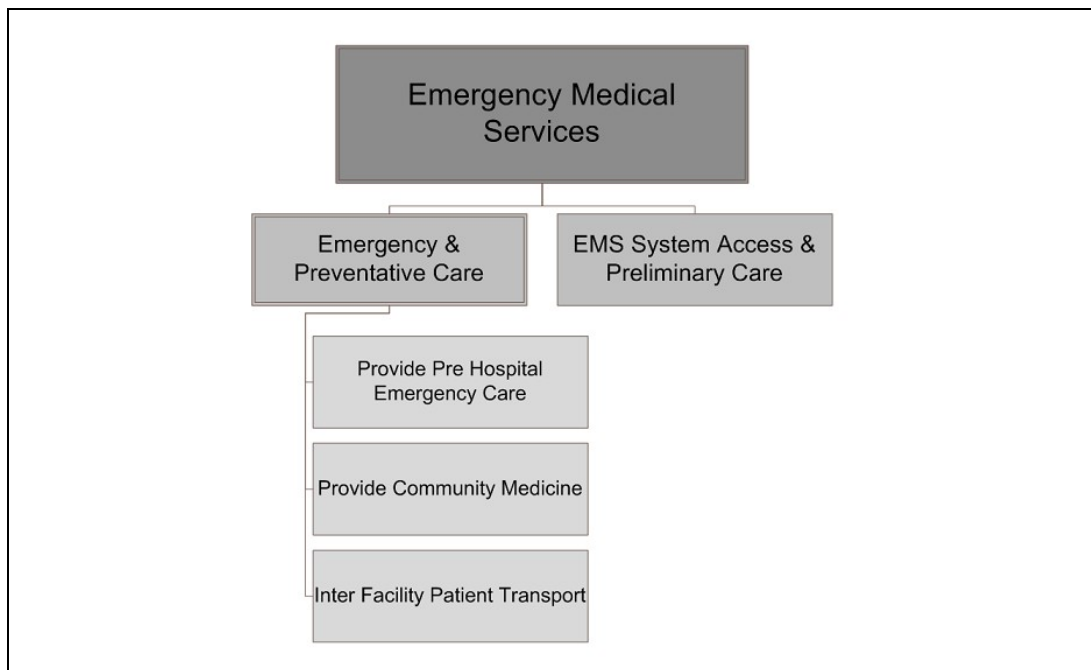 Emergency Medical
Services
Emergency &
Preventative Care
EMS System Access &
Preliminary Care
Provide Pre Hospital
Emergency Care
Provide Community Medicine
Inter Facility Patient Transport